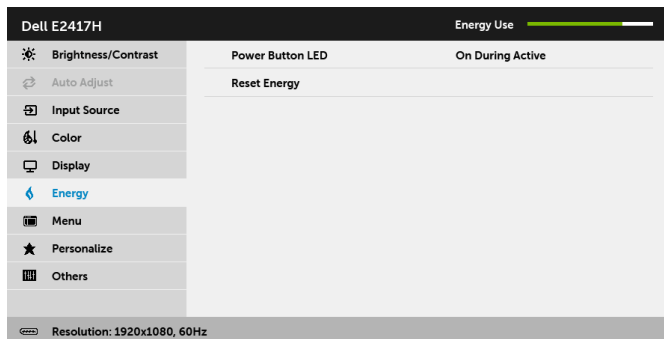 Dell E2417H Energy Use
Brightness/Contrast Power Button LED On During Active
Auto Adjust Reset Energy
Input Source
Color
Display
Energy
Menu
Personalize
Others
Resolution: 1920x1080, 60Hz